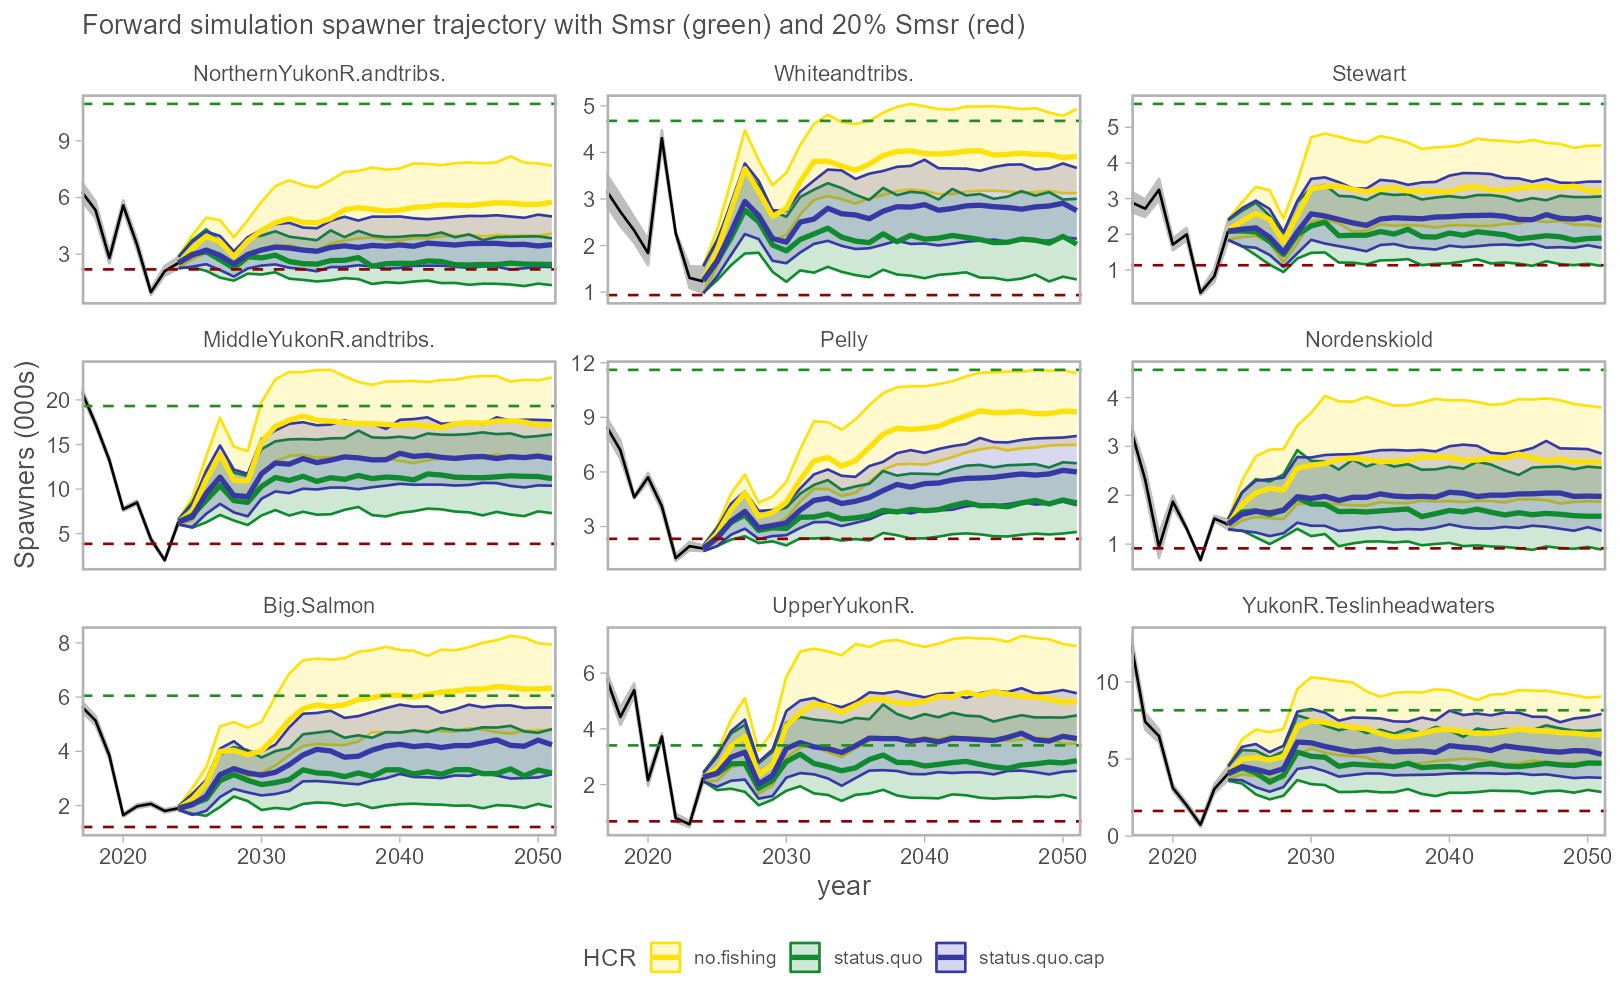 Forward simulation spawner trajectory with Smsr (green) and 20% Smsr (red)
NorthernYukonR.andtribs.
Whiteandtribs.
Stewart
9
6
3
5
4
3
2
1
5
4
3
2
1
MiddleYukonR.andtribs.
Pelly
Nordenskiold
20
15
10
5
12
9
6
3
4
3
2
1
Spawners (000s)
Big.Salmon
UpperYukonR.
YukonR.Teslinheadwaters
8
6
4
2
6
4
2
10
5
0
2020 2030 2040 2050
2020 2030 2040 2050
2020 2030 2040 2050
year
HCR no.fishing status.quo status.quo.cap